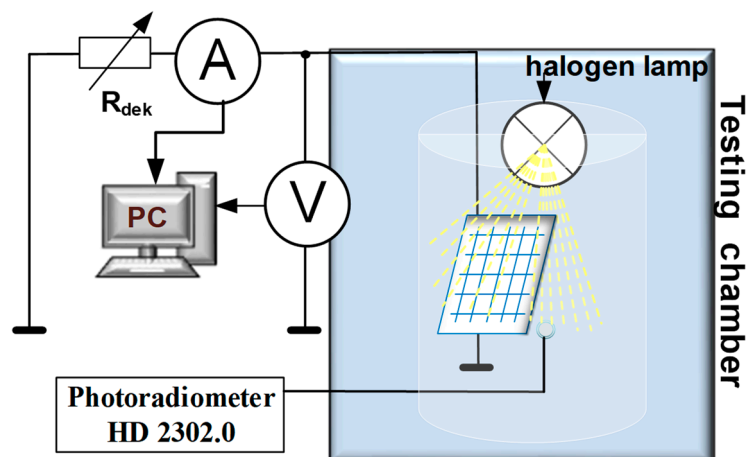 halogen lamp
A
R_dek
V
PC
Testing chamber
Photoradiometer
HD 2302.0